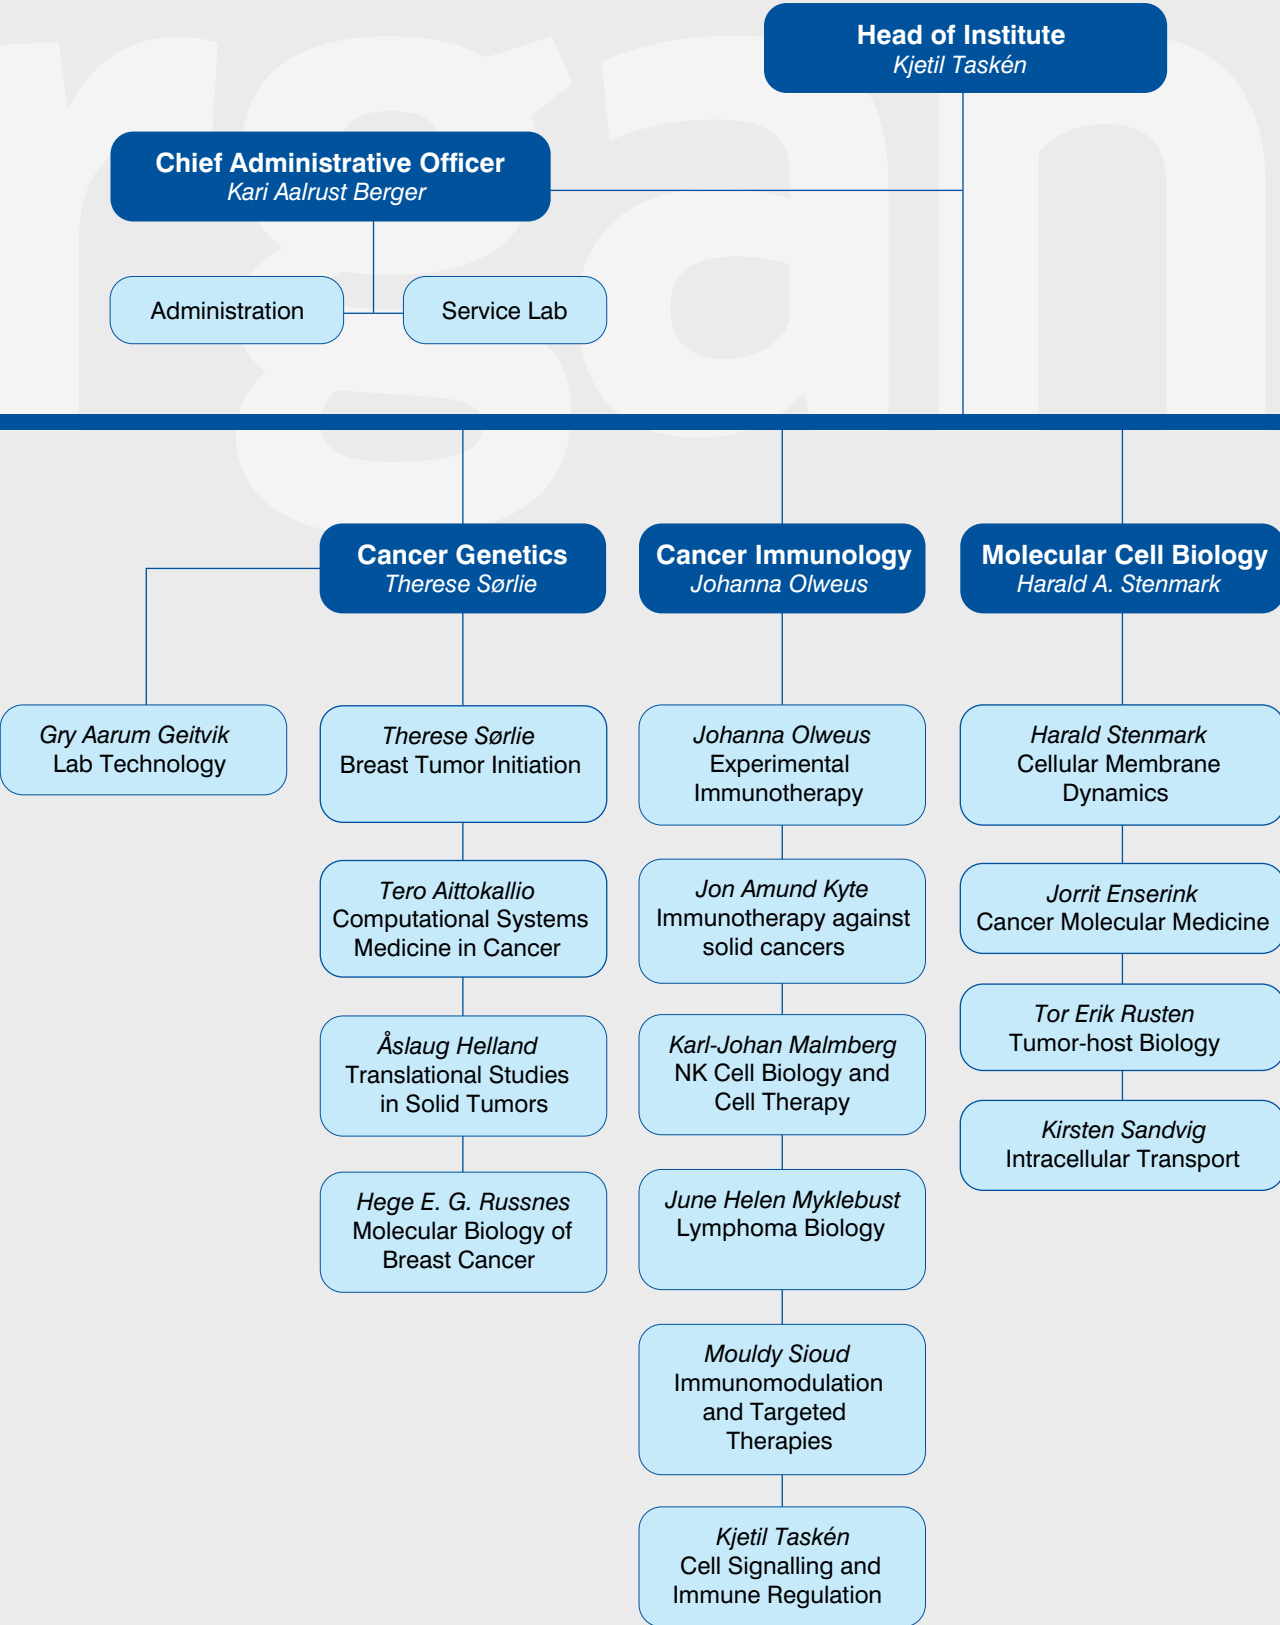 rgan
Head of Institute
Kjetil Taskén
Chief Administrative Officer
Kari Aalrust Berger
Administration
Service Lab
Cancer Genetics
Therese Sørlie
Cancer Immunology
Johanna Olweus
Molecular Cell Biology
Harald A. Stenmark
Gry Aarum Geitvik
Lab Technology
Therese Sørlie
Breast Tumor Initiation
Tero Aittokallio
Computational Systems
Medicine in Cancer
Åslaug Helland
Translational Studies
in Solid Tumors
Hege E. G. Russnes
Molecular Biology of
Breast Cancer
Johanna Olweus
Experimental
Immunotherapy
Jon Amund Kyte
Immunotherapy against
solid cancers
Karl-Johan Malmberg
NK Cell Biology and
Cell Therapy
June Helen Myklebust
Lymphoma Biology
Mouldy Sioud
Immunomodulation
and Targeted
Therapies
Kjetil Taskén
Cell Signalling and
Immune Regulation
Harald Stenmark
Cellular Membrane
Dynamics
Jorrit Enserink
Cancer Molecular Medicine
Tor Erik Rusten
Tumor-host Biology
Kirsten Sandvig
Intracellular Transport